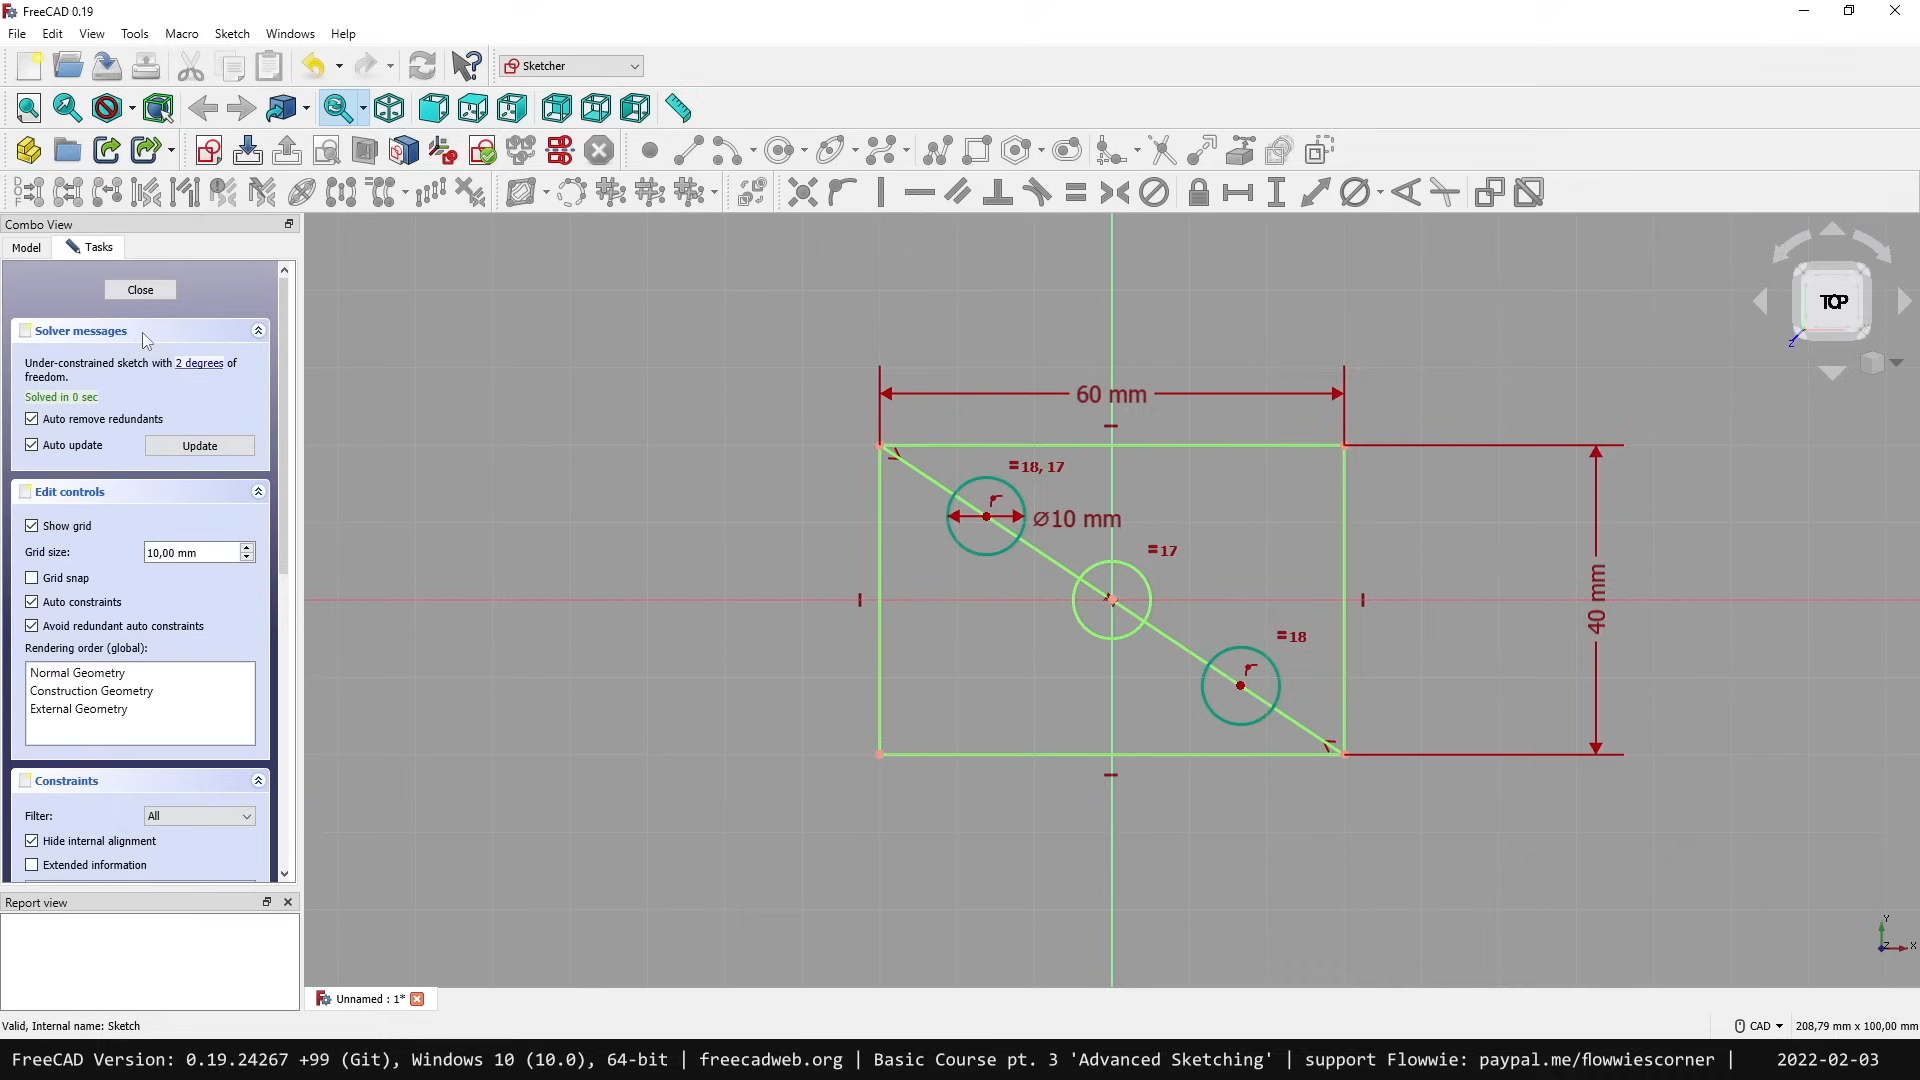 FreeCAD 0.19
File Edit View Tools Macro Sketch Windows Help
Sketcher
Combo View
Model Tasks
Close
Solver messages
Under-constrained sketch with 2 degrees of
freedom.
Solved in 0 sec
Auto remove redundants
Auto update Update
Edit controls
Show grid
Grid size: 10,00 mm
Grid snap
Auto constraints
Avoid redundant auto constraints
Rendering order (global):
Normal Geometry
Construction Geometry
External Geometry
Constraints
Filter: All
Hide internal alignment
Extended information
Report view
60 mm
=18, 17
⌀10 mm
=17
=18
40 mm
TOP
Z
Y
Z X
Unnamed : 1*
Valid, Internal name: Sketch
CAD 208,79 mm x 100,00 mm
FreeCAD Version: 0.19.24267 +99 (Git), Windows 10 (10.0), 64-bit | freecadweb.org | Basic Course pt. 3 'Advanced Sketching' | support Flowwie: paypal.me/flowwiescorner | 2022-02-03